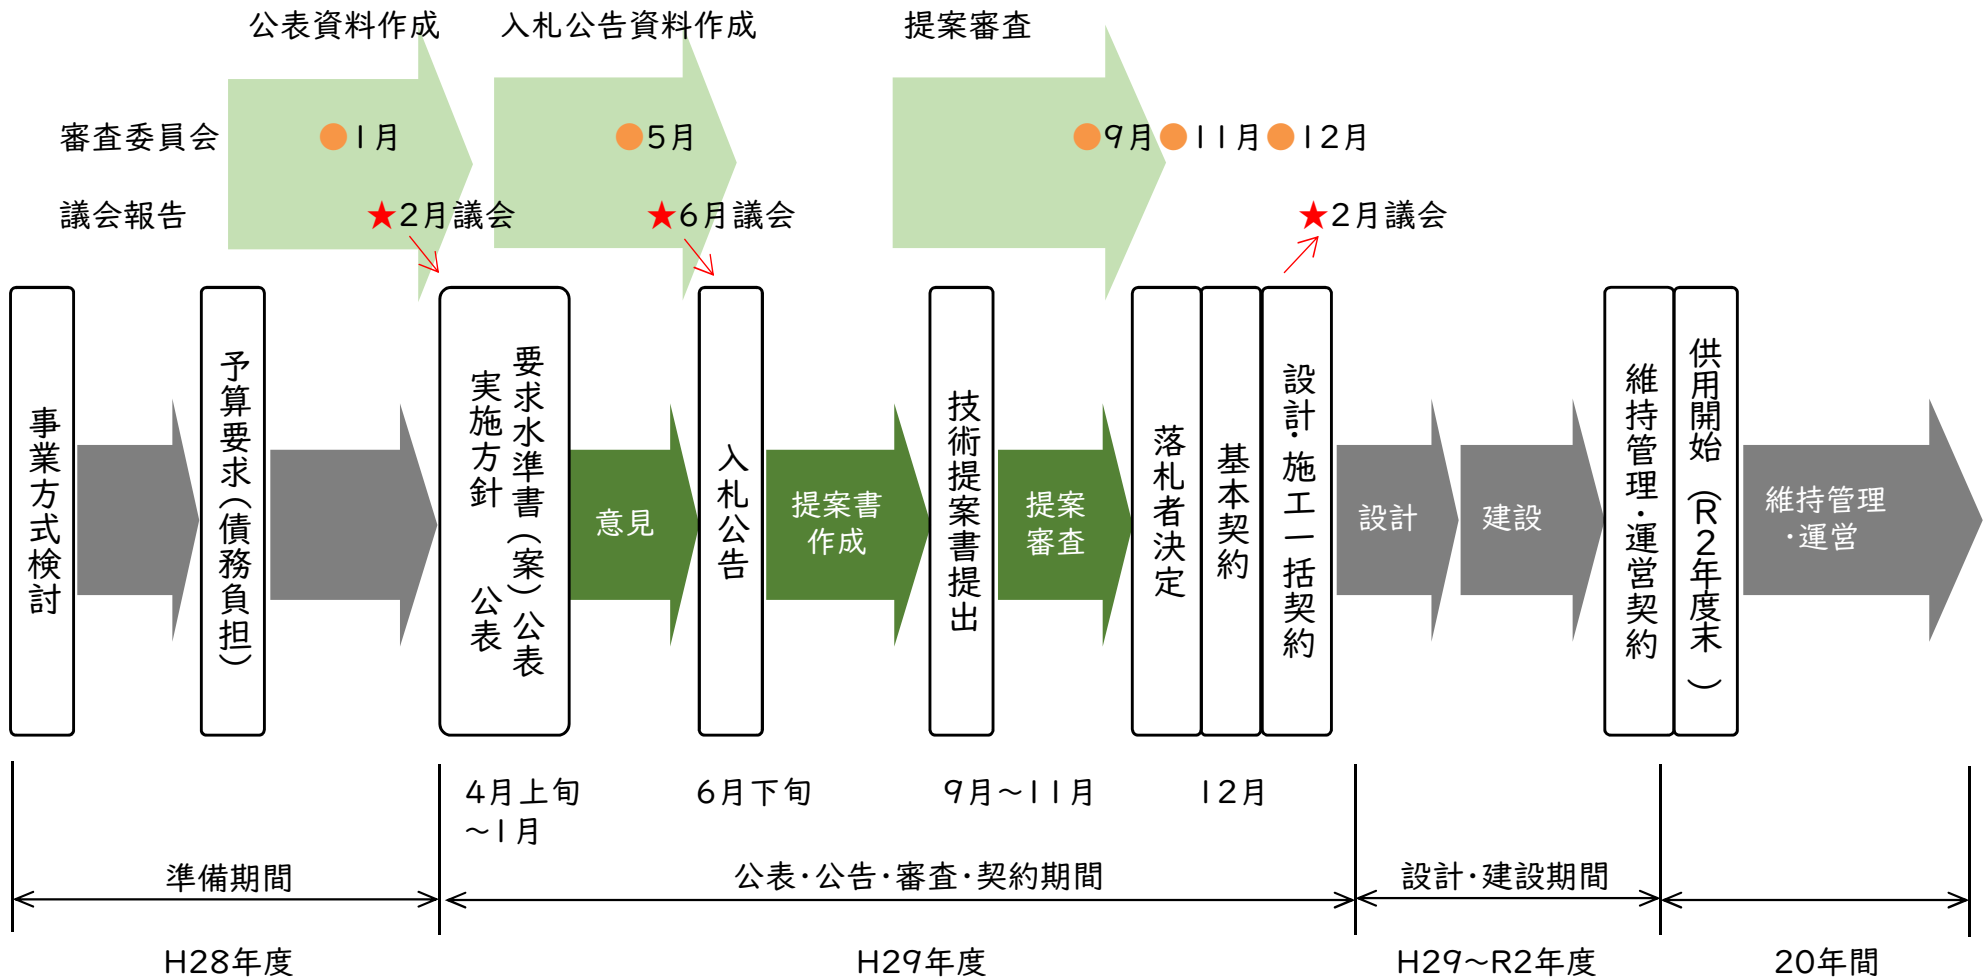 公表資料作成
入札公告資料作成
提案審査
審査委員会
1月
5月
9月
11月
12月
議会報告
★2月議会
★6月議会
★2月議会
事業方式検討
予算要求(債務負担)
要求水準書(案)公表
実施方針 公表
意見
入札公告
提案書
作成
技術提案書提出
提案
審査
落札者決定
基本契約
設計・施工一括契約
設計
建設
維持管理・運営契約
供用開始(R2年度末)
維持管理
・運営
4月上旬
～1月
6月下旬
9月～11月
12月
準備期間
公表・公告・審査・契約期間
設計・建設期間
H28年度
H29年度
H29～R2年度
20年間